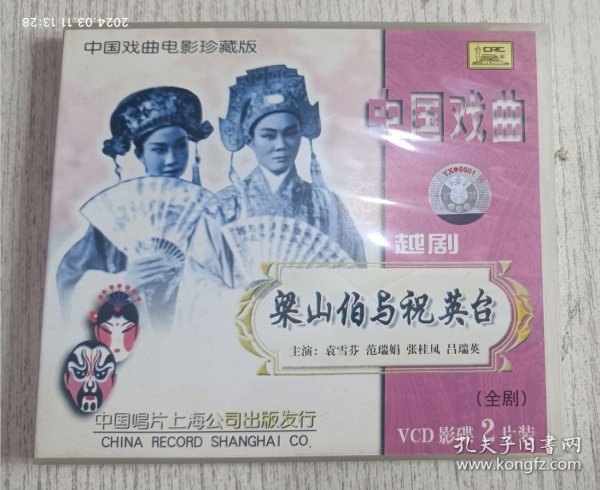 2024.03.11 13:28
中国戏曲电影珍藏版
CRC
中国戏曲
YX●0001
越剧
梁山伯与祝英台
主演：袁雪芬 范瑞娟 张桂凤 吕瑞英
（全剧）
中国唱片上海公司出版发行
CHINA RECORD SHANGHAI CO.
VCD 影碟 2 片装
孔夫子旧书网
www.kongfz.com